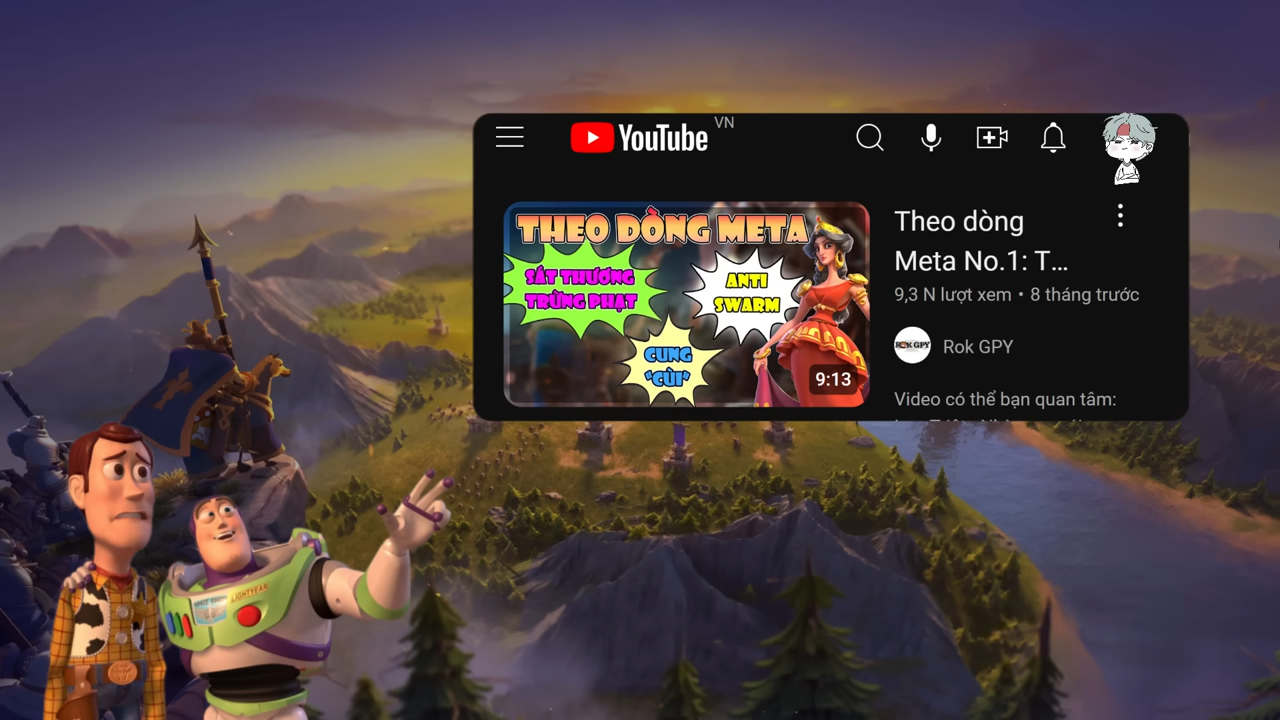 YouTube VN
THEO DÒNG META
SÁT THƯƠNG
TRỪNG PHẠT
ANTI
SWARM
CUNG
"CÙI"
9:13
Theo dòng
Meta No.1: T...
9,3 N lượt xem • 8 tháng trước
ROK GPY
Rok GPY
Video có thể bạn quan tâm:
SPACE RANGER
LIGHTYEAR